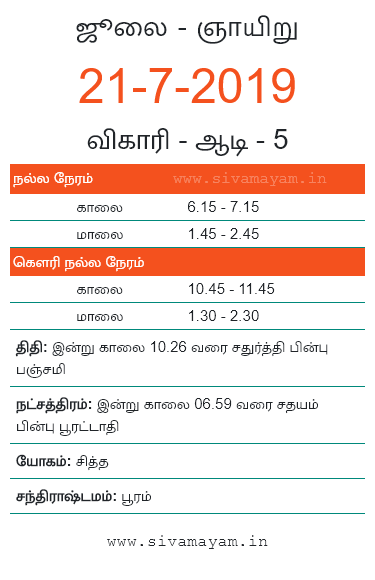 ஜூலை - ஞாயிறு
21-7-2019
விகாரி - ஆடி - 5
நல்ல நேரம் www.sivamayam.in
காலை 6.15 - 7.15
மாலை 1.45 - 2.45
கௌரி நல்ல நேரம்
காலை 10.45 - 11.45
மாலை 1.30 - 2.30
திதி: இன்று காலை 10.26 வரை சதுர்த்தி பின்பு
பஞ்சமி
நட்சத்திரம்: இன்று காலை 06.59 வரை சதயம்
பின்பு பூரட்டாதி
யோகம்: சித்த
சந்திராஷ்டமம்: பூரம்
www.sivamayam.in